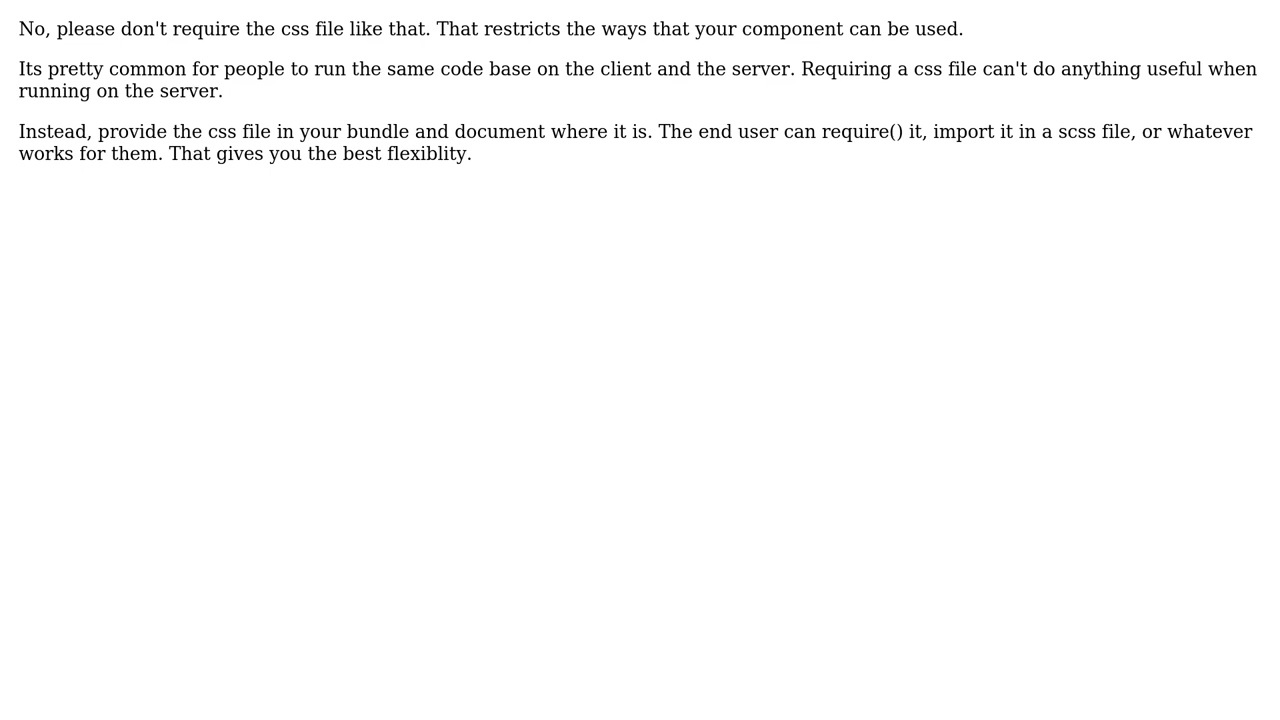 No, please don't require the css file like that. That restricts the ways that your component can be used.
Its pretty common for people to run the same code base on the client and the server. Requiring a css file can't do anything useful when
running on the server.
Instead, provide the css file in your bundle and document where it is. The end user can require() it, import it in a scss file, or whatever
works for them. That gives you the best flexiblity.